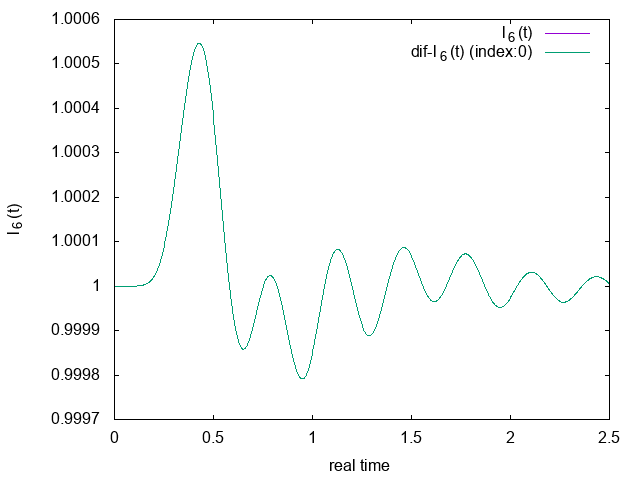 1.0006
I6(t)
dif-I6(t) (index:0)
1.0005
1.0004
1.0003
1.0002
I6(t)
1.0001
1
0.9999
0.9998
0.9997
0 0.5 1 1.5 2 2.5
real time